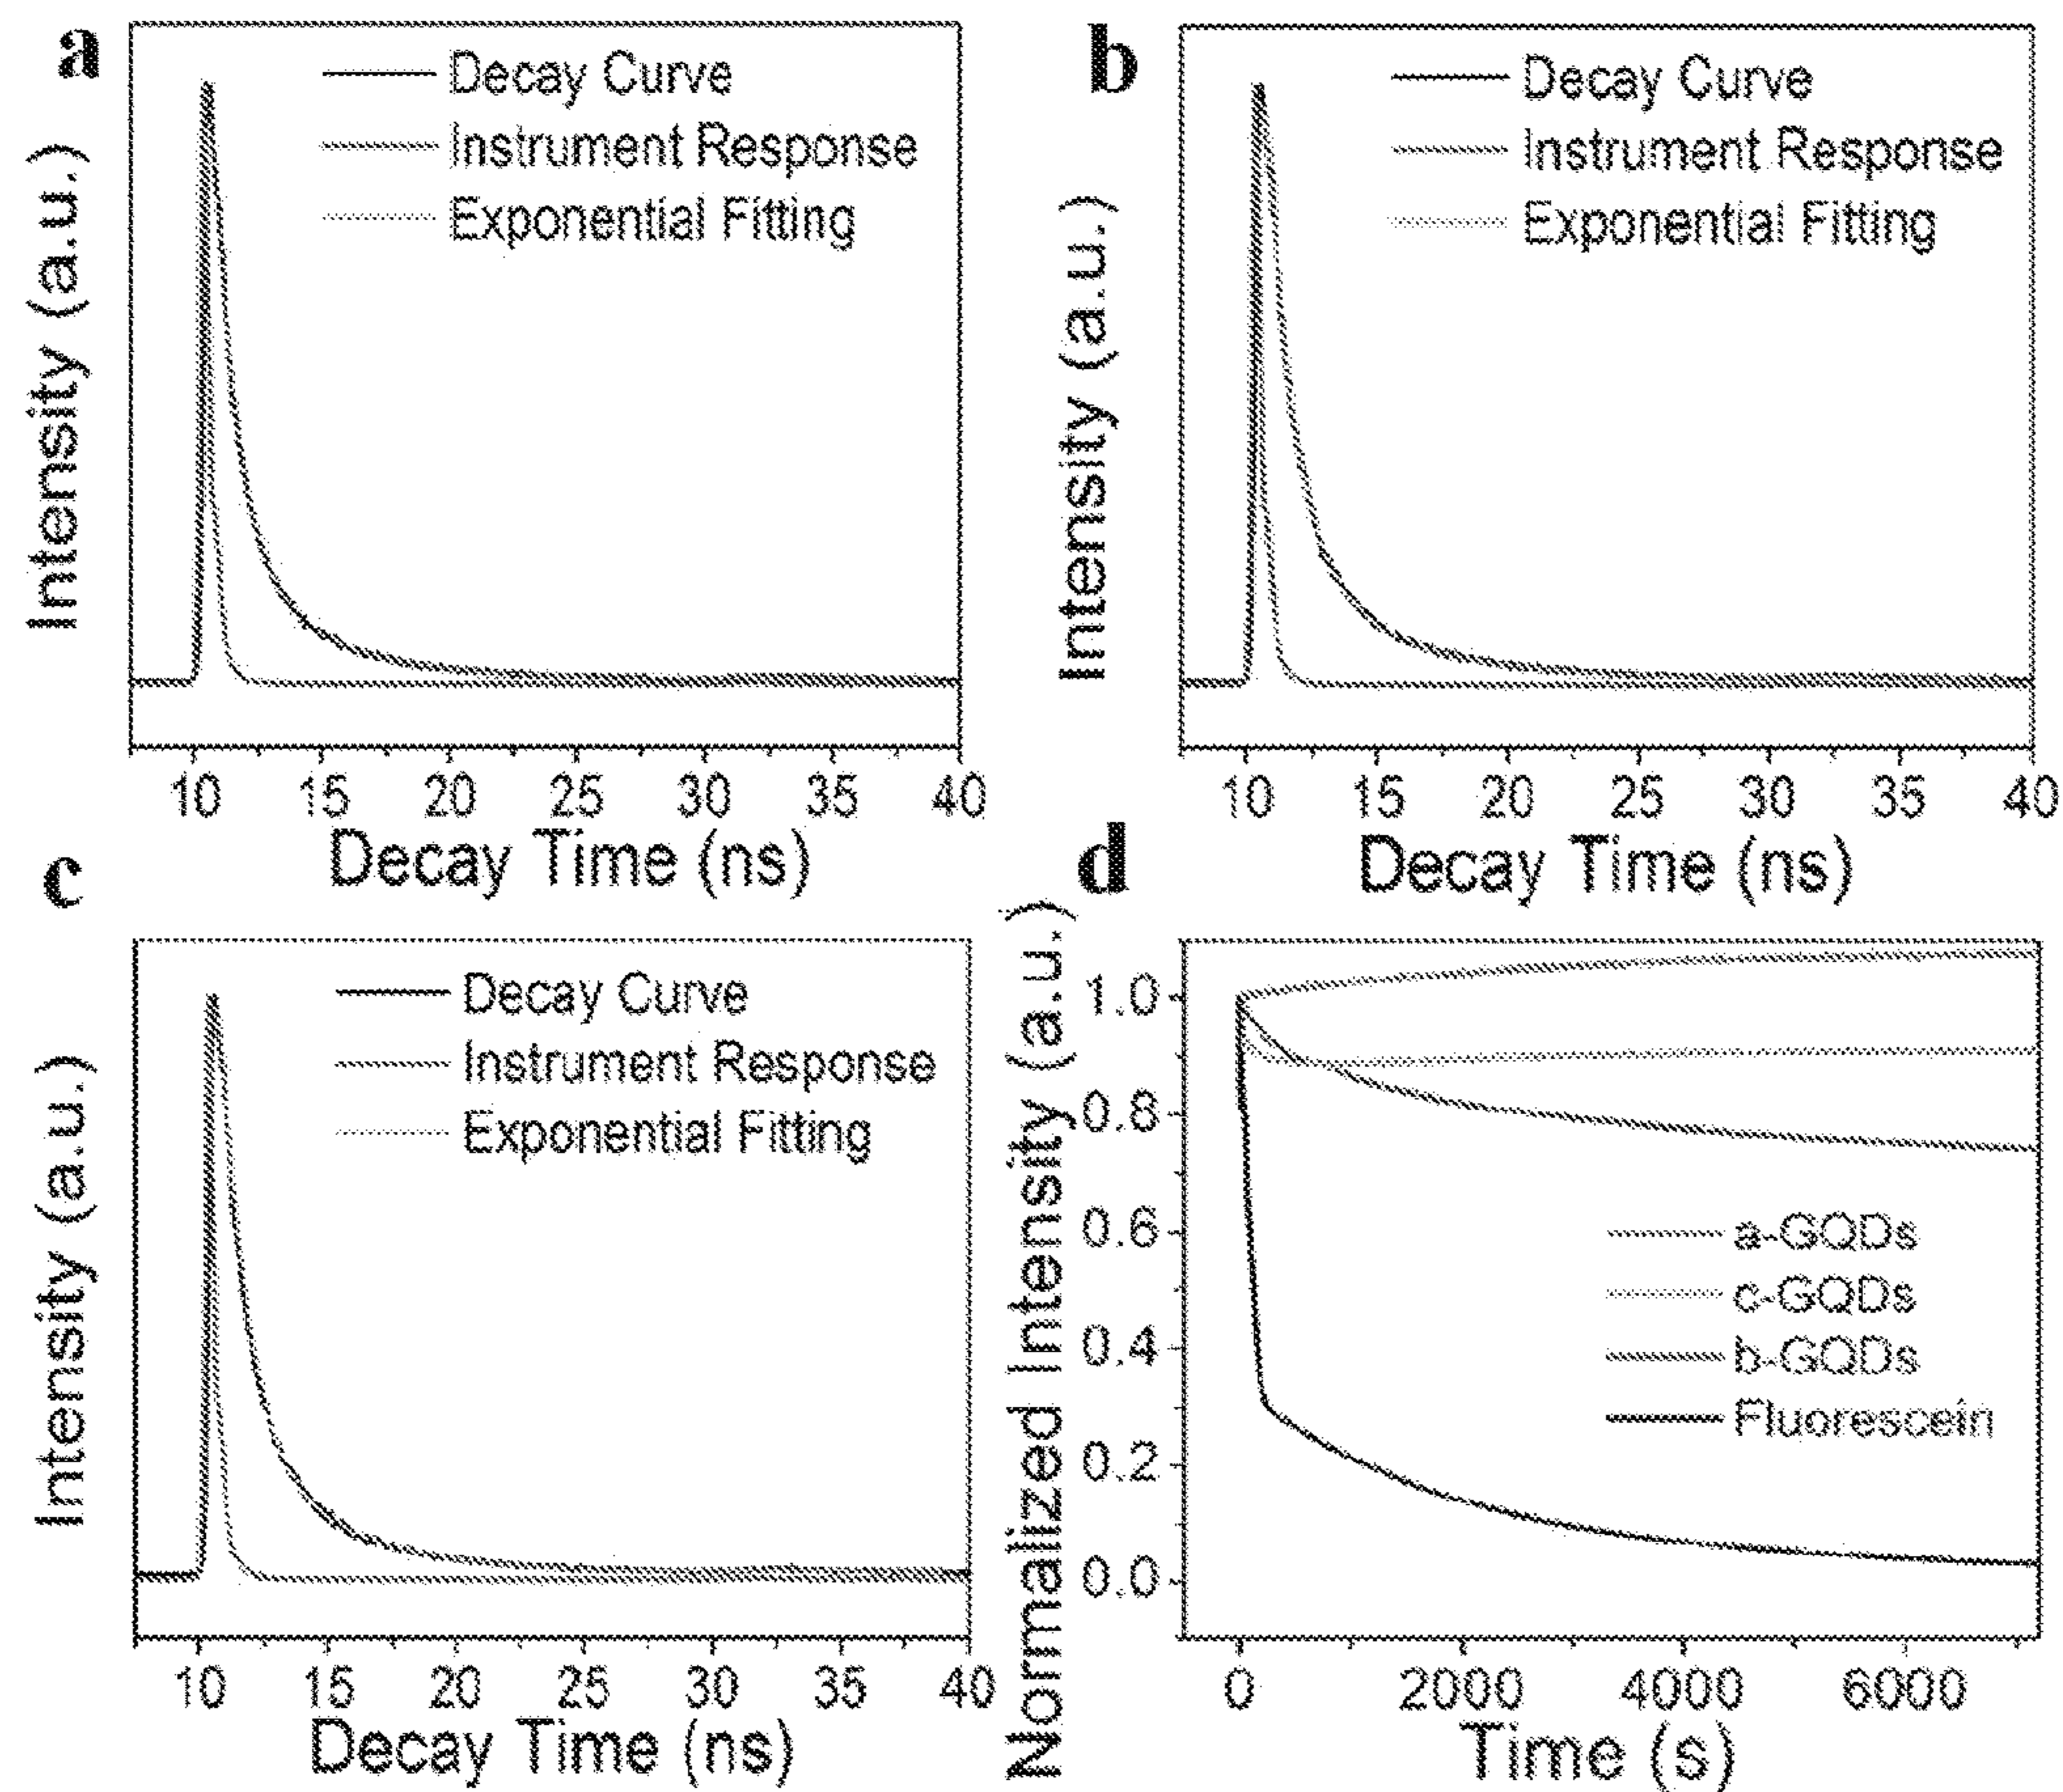 a
Decay Curve
Instrument Response
Exponential Fitting
Intensity (a.u.)
10 15 20 25 30 35 40
Decay Time (ns)
b
Decay Curve
Instrument Response
Exponential Fitting
Intensity (a.u.)
10 15 20 25 30 35 40
Decay Time (ns)
c
Decay Curve
Instrument Response
Exponential Fitting
Intensity (a.u.)
10 15 20 25 30 35 40
Decay Time (ns)
d
Normalized Intensity (a.u.)
1.0
0.8
0.6
0.4
0.2
0.0
a-GQDs
c-GQDs
b-GQDs
Fluorescein
0 2000 4000 6000
Time (s)